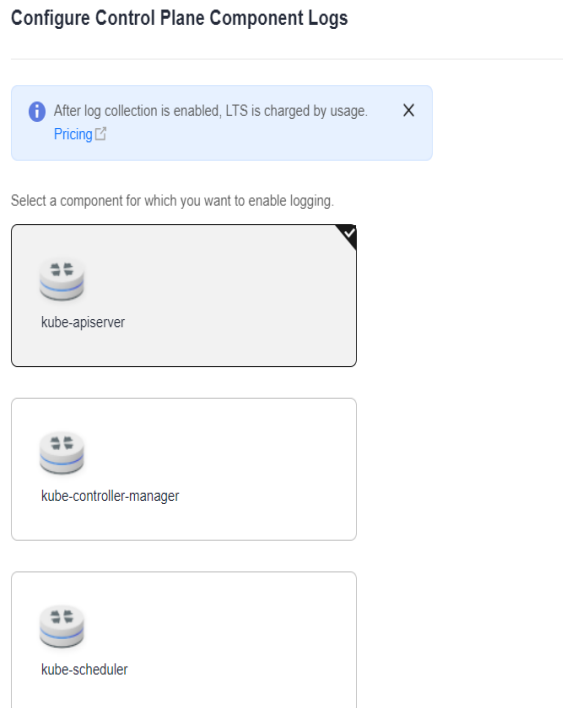 Configure Control Plane Component Logs
After log collection is enabled, LTS is charged by usage.
Pricing
Select a component for which you want to enable logging.
kube-apiserver
kube-controller-manager
kube-scheduler